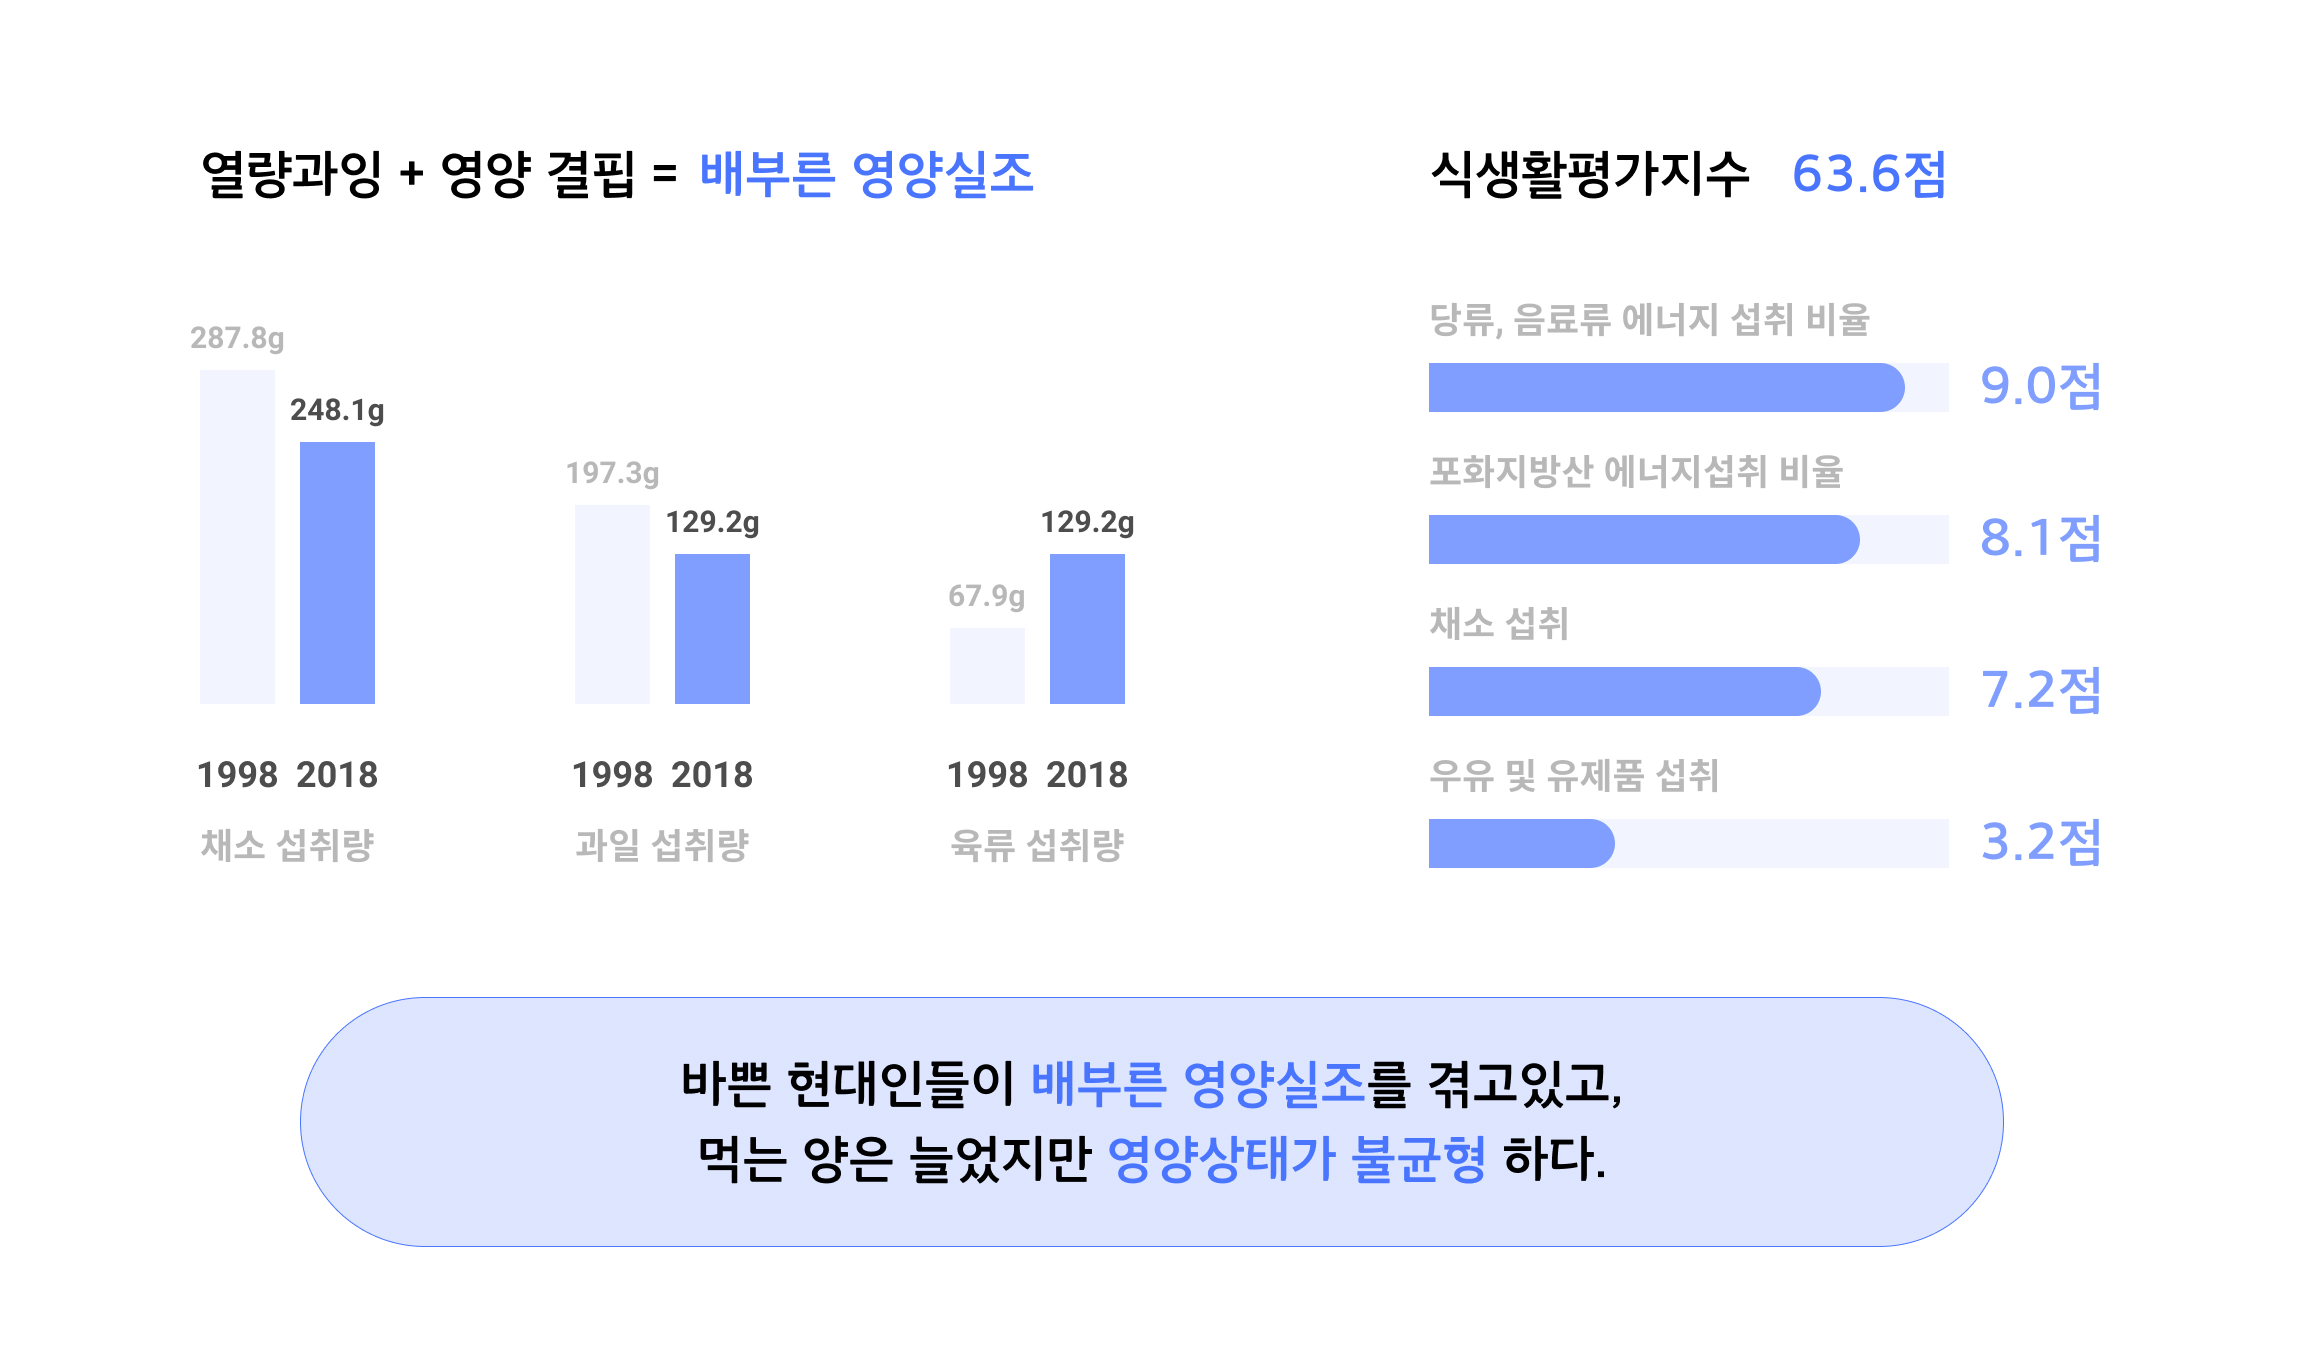 열량과잉 + 영양 결핍 = 배부른 영양실조
287.8g
248.1g
197.3g
129.2g
67.9g
129.2g
1998 2018
1998 2018
1998 2018
채소 섭취량
과일 섭취량
육류 섭취량
식생활평가지수 63.6점
당류, 음료류 에너지 섭취 비율
9.0점
포화지방산 에너지섭취 비율
8.1점
채소 섭취
7.2점
우유 및 유제품 섭취
3.2점
바쁜 현대인들이 배부른 영양실조를 겪고있고,
먹는 양은 늘었지만 영양상태가 불균형 하다.